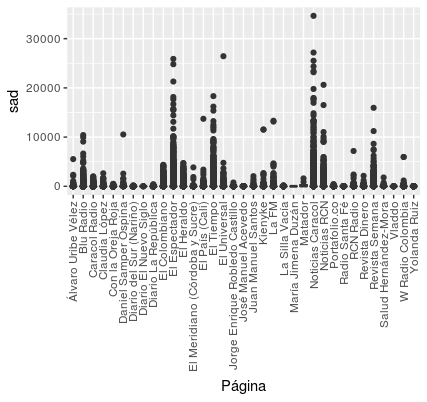 sad
30000
20000
10000
0
Álvaro Uribe Vélez
Blu Radio
Caracol Radio
Claudia López
Con la Oreja Roja
Daniel Samper Ospina
Diario del Sur (Nariño)
Diario El Nuevo Siglo
Diario La República
El Colombiano
El Espectador
El Heraldo
El Meridiano (Córdoba y Sucre)
El País (Cali)
El Tiempo
El Universal
Jorge Enrique Robledo Castillo
José Manuel Acevedo
Juan Manuel Santos
Kienyke
La FM
La Silla Vacía
María Jimena Duzán
Matador
Noticias Caracol
Noticias RCN
Portafolio.co
Radio Santa Fe
RCN Radio
Revista Dinero
Revista Semana
Salud Hernández-Mora
Vladdo
W Radio Colombia
Yolanda Ruiz
Página